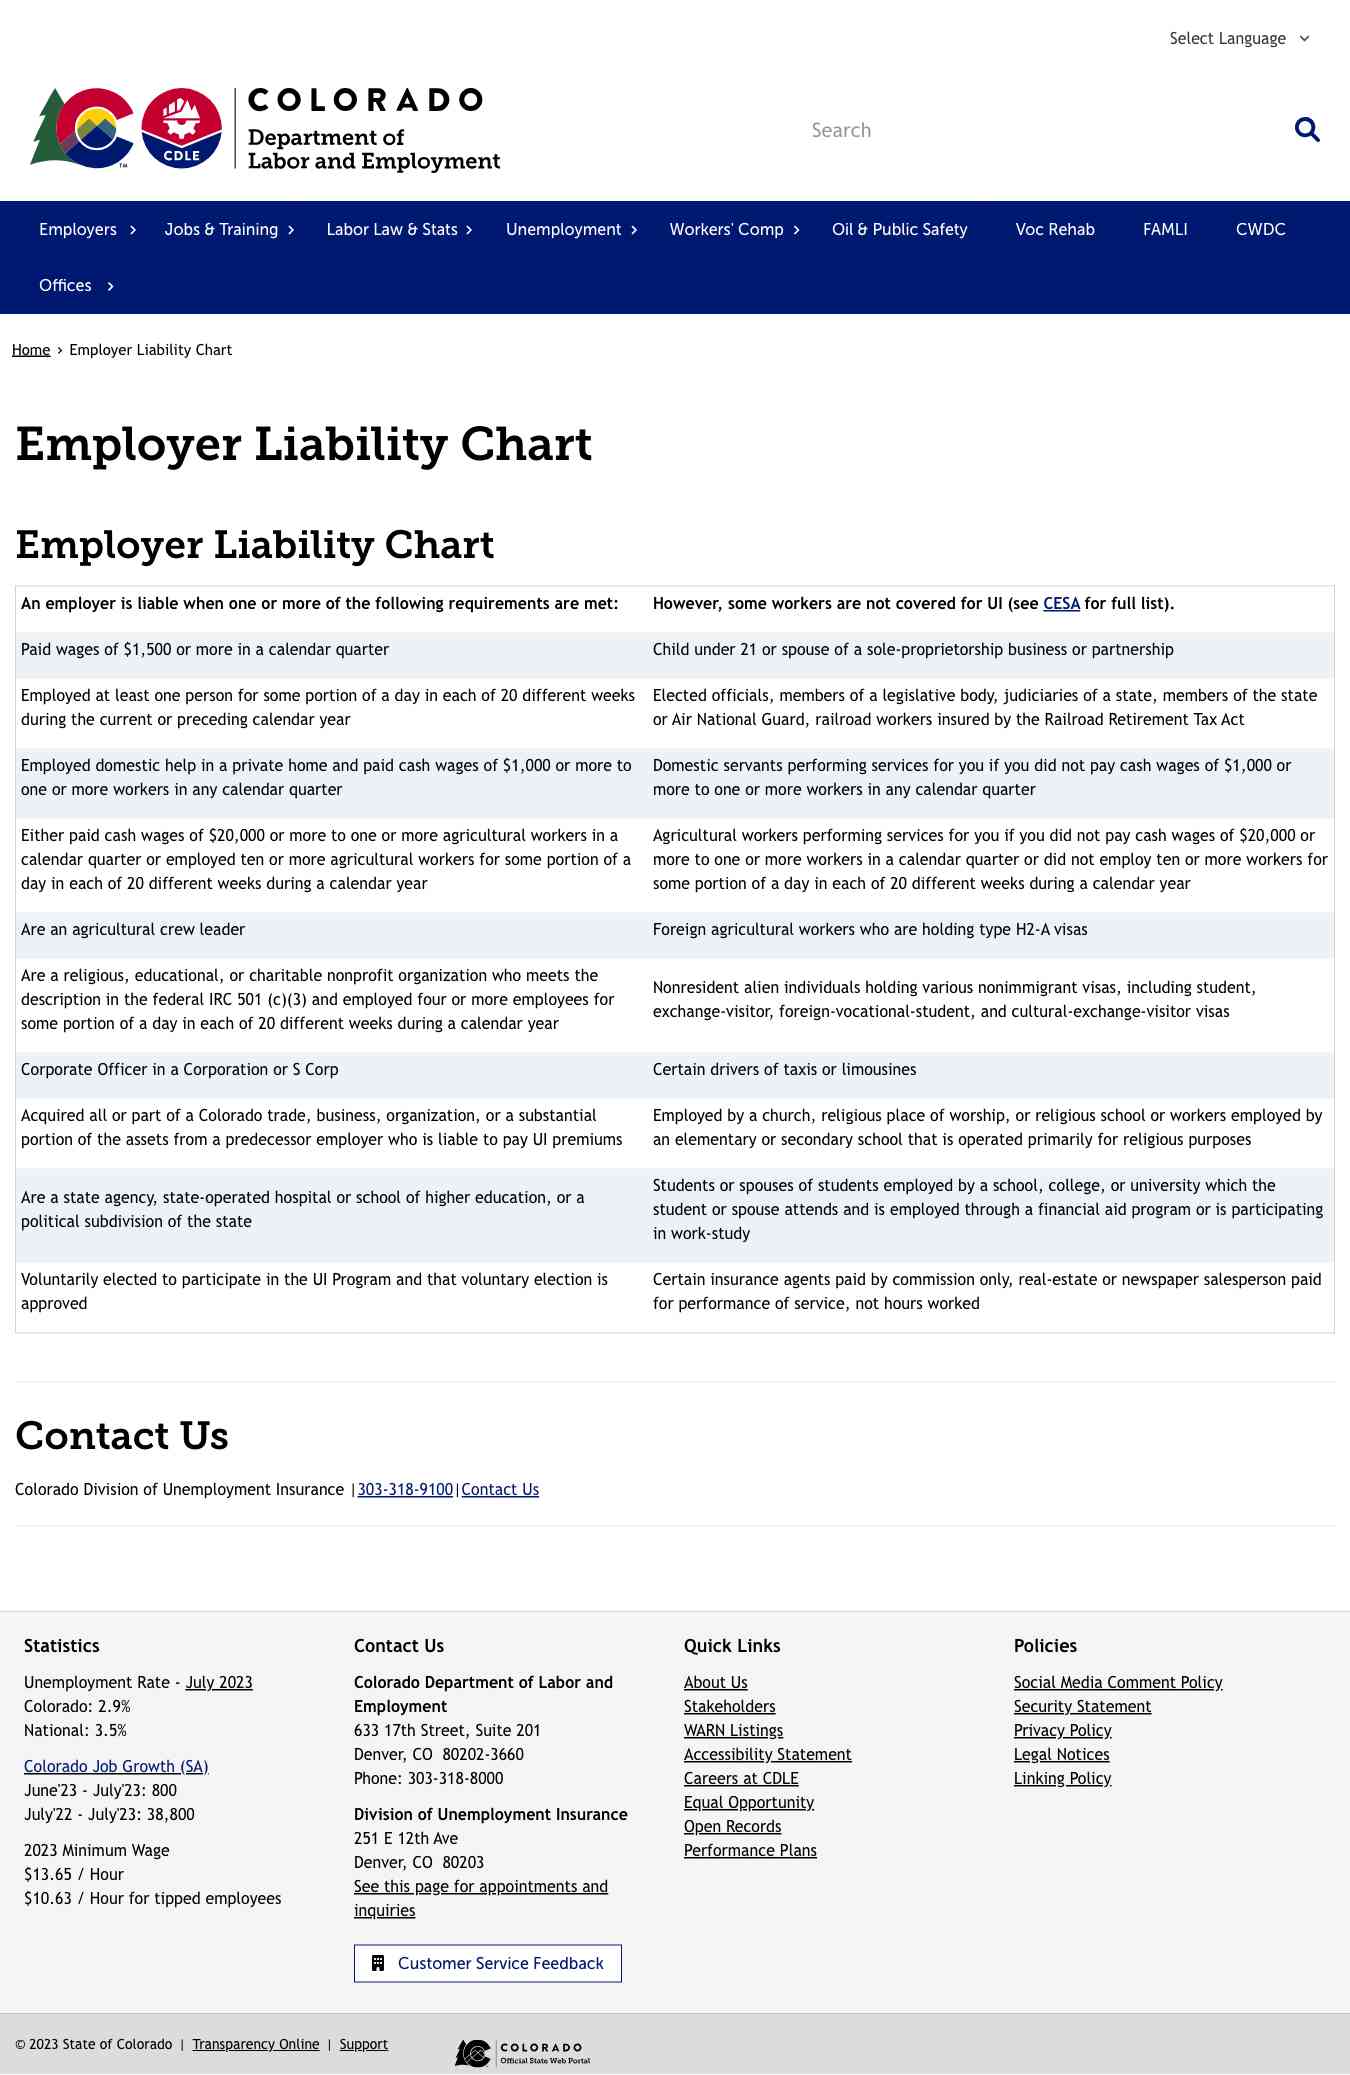 Select Language
COLORADO
Department of
Labor and Employment
CDLE
TM
Search
Employers
Jobs & Training
Labor Law & Stats
Unemployment
Workers' Comp
Oil & Public Safety
Voc Rehab
FAMLI
CWDC
Offices
Home › Employer Liability Chart
Employer Liability Chart
Employer Liability Chart
An employer is liable when one or more of the following requirements are met:
However, some workers are not covered for UI (see CESA for full list).
Paid wages of $1,500 or more in a calendar quarter
Child under 21 or spouse of a sole-proprietorship business or partnership
Employed at least one person for some portion of a day in each of 20 different weeks
during the current or preceding calendar year
Elected officials, members of a legislative body, judiciaries of a state, members of the state
or Air National Guard, railroad workers insured by the Railroad Retirement Tax Act
Employed domestic help in a private home and paid cash wages of $1,000 or more to
one or more workers in any calendar quarter
Domestic servants performing services for you if you did not pay cash wages of $1,000 or
more to one or more workers in any calendar quarter
Either paid cash wages of $20,000 or more to one or more agricultural workers in a
calendar quarter or employed ten or more agricultural workers for some portion of a
day in each of 20 different weeks during a calendar year
Agricultural workers performing services for you if you did not pay cash wages of $20,000 or
more to one or more workers in a calendar quarter or did not employ ten or more workers for
some portion of a day in each of 20 different weeks during a calendar year
Are an agricultural crew leader
Foreign agricultural workers who are holding type H2-A visas
Are a religious, educational, or charitable nonprofit organization who meets the
description in the federal IRC 501 (c)(3) and employed four or more employees for
some portion of a day in each of 20 different weeks during a calendar year
Nonresident alien individuals holding various nonimmigrant visas, including student,
exchange-visitor, foreign-vocational-student, and cultural-exchange-visitor visas
Corporate Officer in a Corporation or S Corp
Certain drivers of taxis or limousines
Acquired all or part of a Colorado trade, business, organization, or a substantial
portion of the assets from a predecessor employer who is liable to pay UI premiums
Employed by a church, religious place of worship, or religious school or workers employed by
an elementary or secondary school that is operated primarily for religious purposes
Are a state agency, state-operated hospital or school of higher education, or a
political subdivision of the state
Students or spouses of students employed by a school, college, or university which the
student or spouse attends and is employed through a financial aid program or is participating
in work-study
Voluntarily elected to participate in the UI Program and that voluntary election is
approved
Certain insurance agents paid by commission only, real-estate or newspaper salesperson paid
for performance of service, not hours worked
Contact Us
Colorado Division of Unemployment Insurance | 303-318-9100 | Contact Us
Statistics
Unemployment Rate - July 2023
Colorado: 2.9%
National: 3.5%
Colorado Job Growth (SA)
June'23 - July'23: 800
July'22 - July'23: 38,800
2023 Minimum Wage
$13.65 / Hour
$10.63 / Hour for tipped employees
Contact Us
Colorado Department of Labor and
Employment
633 17th Street, Suite 201
Denver, CO 80202-3660
Phone: 303-318-8000
Division of Unemployment Insurance
251 E 12th Ave
Denver, CO 80203
See this page for appointments and
inquiries
Customer Service Feedback
Quick Links
About Us
Stakeholders
WARN Listings
Accessibility Statement
Careers at CDLE
Equal Opportunity
Open Records
Performance Plans
Policies
Social Media Comment Policy
Security Statement
Privacy Policy
Legal Notices
Linking Policy
© 2023 State of Colorado | Transparency Online | Support
COLORADO
Official State Web Portal